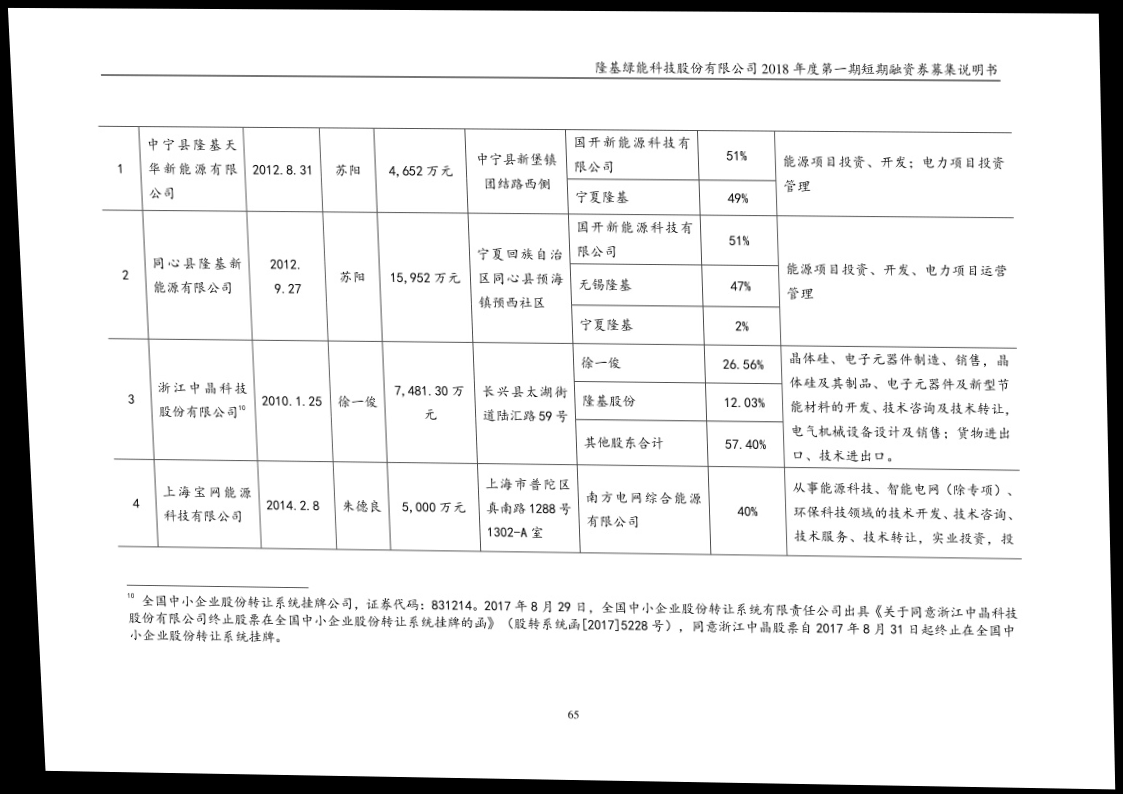 隆基绿能科技股份有限公司 2018 年度第一期短期融资券募集说明书
1
中宁县隆基天
华新能源有限
公司
2012.8.31
苏阳
4,652 万元
中宁县新堡镇
团结路西侧
国开新能源科技有
限公司
51%
宁夏隆基
49%
能源项目投资、开发；电力项目投资
管理
2
同心县隆基新
能源有限公司
2012.
9.27
苏阳
15,952 万元
宁夏回族自治
区同心县预海
镇预西社区
国开新能源科技有
限公司
51%
无锡隆基
47%
宁夏隆基
2%
能源项目投资、开发、电力项目运营
管理
3
浙江中晶科技
股份有限公司10
2010.1.25
徐一俊
7,481.30 万
元
长兴县太湖街
道陆汇路 59 号
徐一俊
26.56%
隆基股份
12.03%
其他股东合计
57.40%
晶体硅、电子元器件制造、销售，晶
体硅及其制品、电子元器件及新型节
能材料的开发、技术咨询及技术转让，
电气机械设备设计及销售；货物进出
口、技术进出口。
4
上海宝网能源
科技有限公司
2014.2.8
朱德良
5,000 万元
上海市普陀区
真南路 1288 号
1302-A 室
南方电网综合能源
有限公司
40%
从事能源科技、智能电网（除专项）、
环保科技领域的技术开发、技术咨询、
技术服务、技术转让，实业投资，投
10 全国中小企业股份转让系统挂牌公司，证券代码：831214。2017 年 8 月 29 日，全国中小企业股份转让系统有限责任公司出具《关于同意浙江中晶科技
股份有限公司终止股票在全国中小企业股份转让系统挂牌的函》（股转系统函[2017]5228 号），同意浙江中晶股票自 2017 年 8 月 31 日起终止在全国中
小企业股份转让系统挂牌。
65